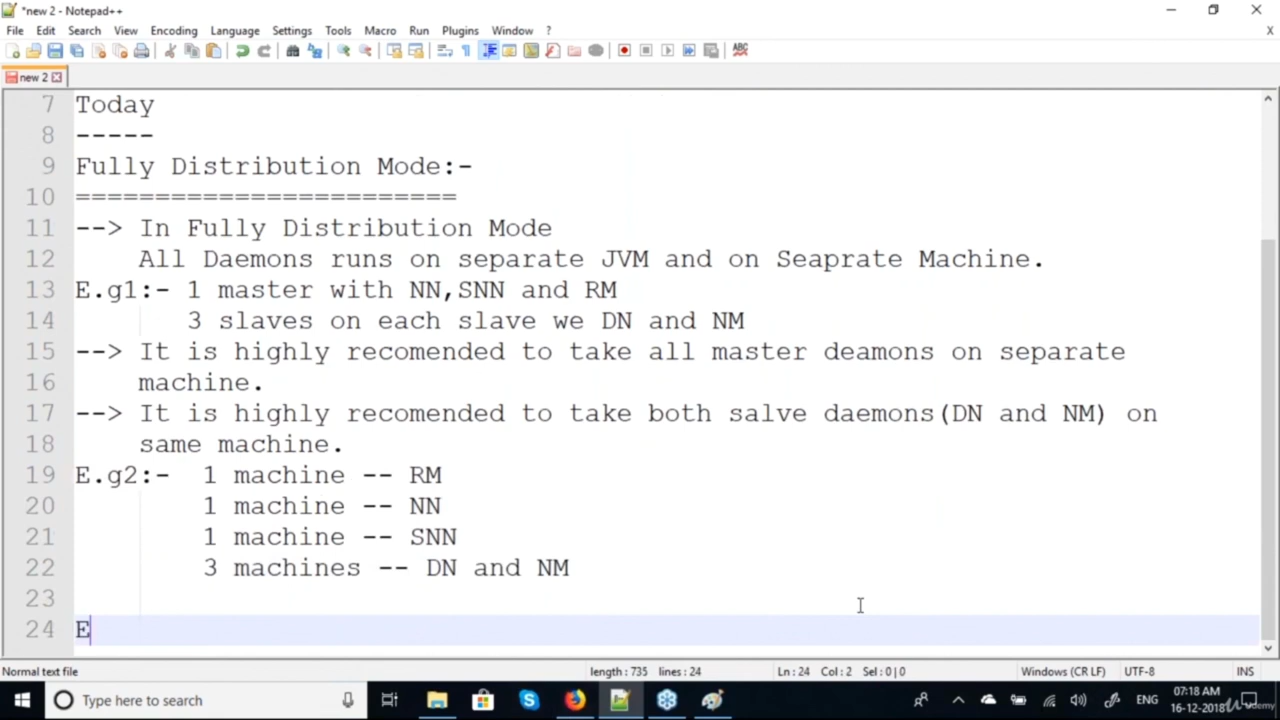 *new 2 - Notepad++
File Edit Search View Encoding Language Settings Tools Macro Run Plugins Window ? X
new 2
7 Today
8 -----
9 Fully Distribution Mode:-
10 ========================
11 --> In Fully Distribution Mode
12 All Daemons runs on separate JVM and on Seaprate Machine.
13 E.g1:- 1 master with NN,SNN and RM
14 3 slaves on each slave we DN and NM
15 --> It is highly recomended to take all master deamons on separate
16 machine.
17 --> It is highly recomended to take both salve daemons(DN and NM) on
18 same machine.
19 E.g2:- 1 machine -- RM
20 1 machine -- NN
21 1 machine -- SNN
22 3 machines -- DN and NM
23
24 E
Normal text file length : 735 lines : 24 Ln : 24 Col : 2 Sel : 0 | 0 Windows (CR LF) UTF-8 INS
Type here to search ENG 07:18 AM
16-12-2018
Udemy